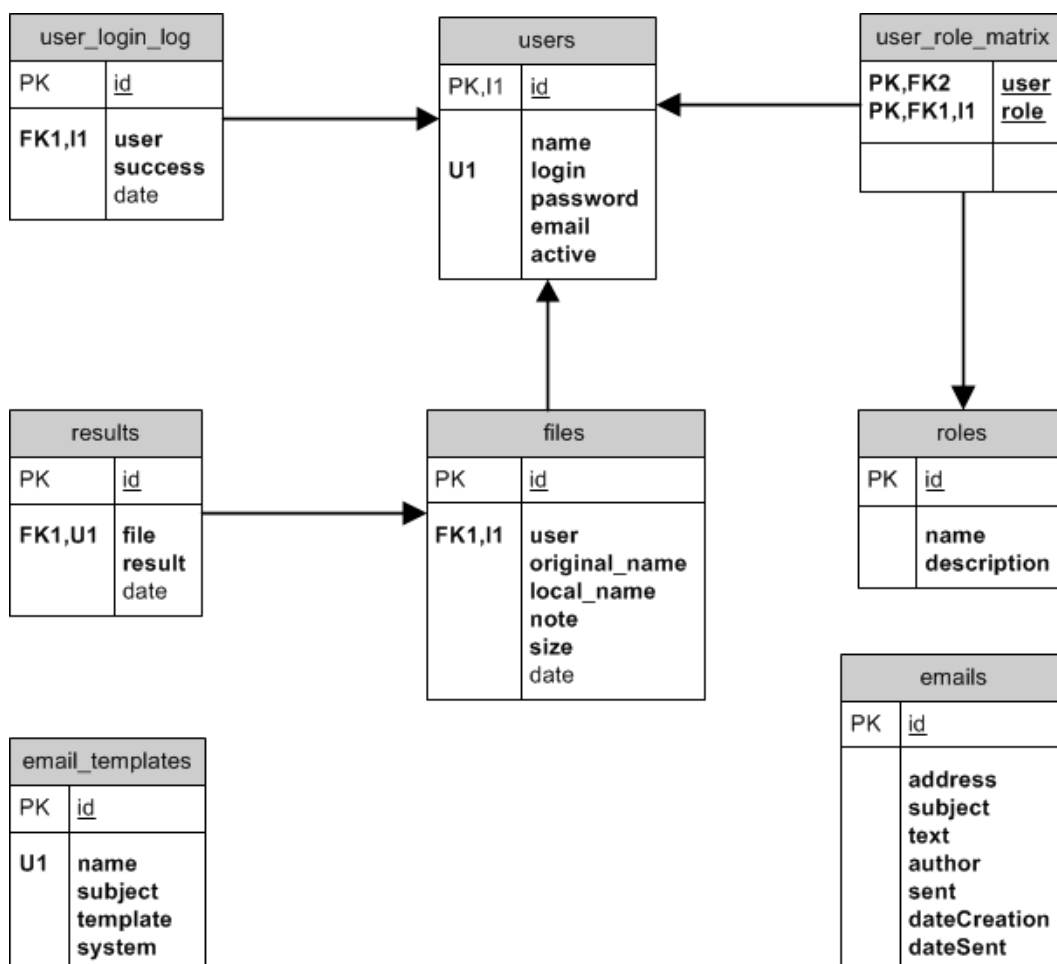 user_login_log
PK id
FK1,I1 user
success
date
users
PK,I1 id
name
U1 login
password
email
active
user_role_matrix
PK,FK2 user
PK,FK1,I1 role
results
PK id
FK1,U1 file
result
date
files
PK id
FK1,I1 user
original_name
local_name
note
size
date
roles
PK id
name
description
email_templates
PK id
U1 name
subject
template
system
emails
PK id
address
subject
text
author
sent
dateCreation
dateSent